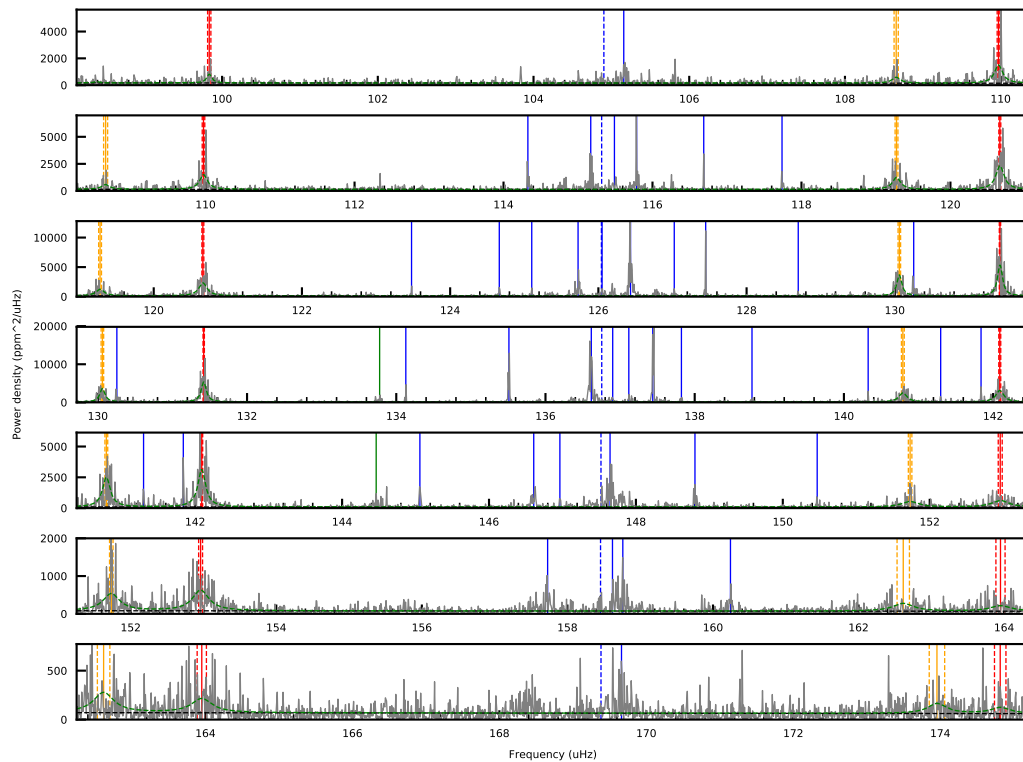 4000
2000
0
100 102 104 106 108 110
5000
2500
0
110 112 114 116 118 120
10000
5000
0
120 122 124 126 128 130
20000
10000
0
130 132 134 136 138 140 142
Power density (ppm^2/uHz)
5000
2500
0
142 144 146 148 150 152
2000
1000
0
152 154 156 158 160 162 164
500
0
164 166 168 170 172 174
Frequency (uHz)